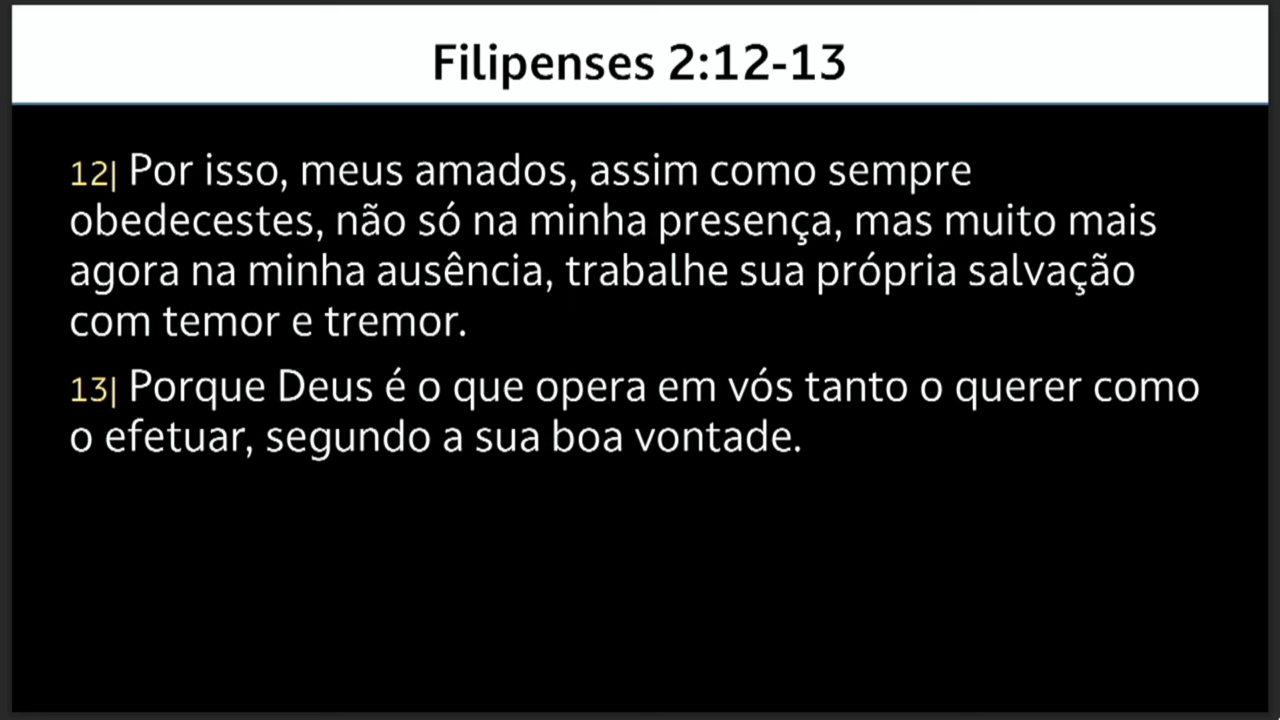 Filipenses 2:12-13
12| Por isso, meus amados, assim como sempre
obedecestes, não só na minha presença, mas muito mais
agora na minha ausência, trabalhe sua própria salvação
com temor e tremor.
13| Porque Deus é o que opera em vós tanto o querer como
o efetuar, segundo a sua boa vontade.